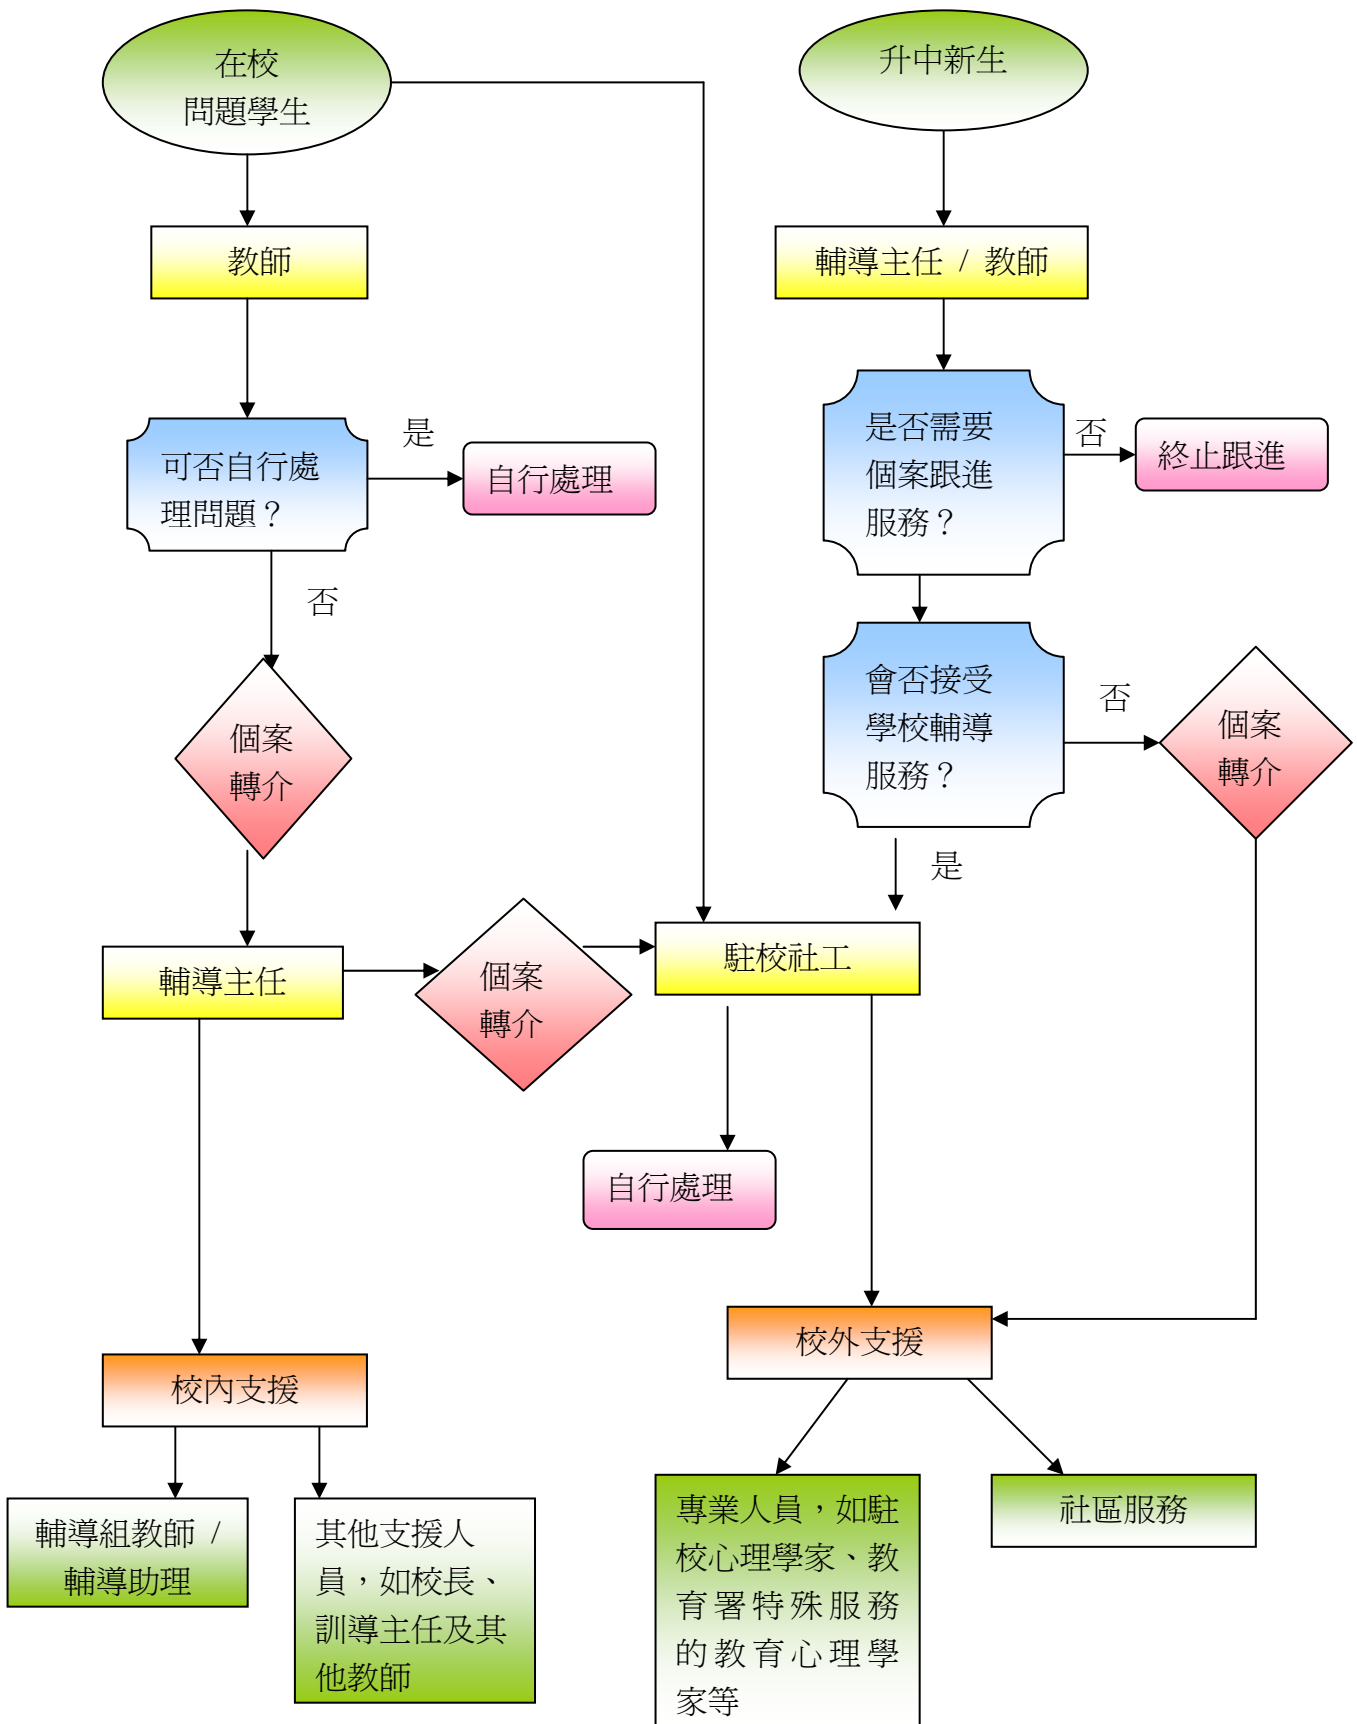 在校
問題學生
升中新生
教師
輔導主任 / 教師
可否自行處
理問題？
是
自行處理
是否需要
個案跟進
服務？
否
終止跟進
否
會否接受
學校輔導
服務？
否
個案
轉介
個案
轉介
是
輔導主任
個案
轉介
駐校社工
自行處理
校外支援
校內支援
輔導組教師 /
輔導助理
其他支援人
員，如校長、
訓導主任及其
他教師
專業人員，如駐
校心理學家、教
育署特殊服務
的教育心理學
家等
社區服務